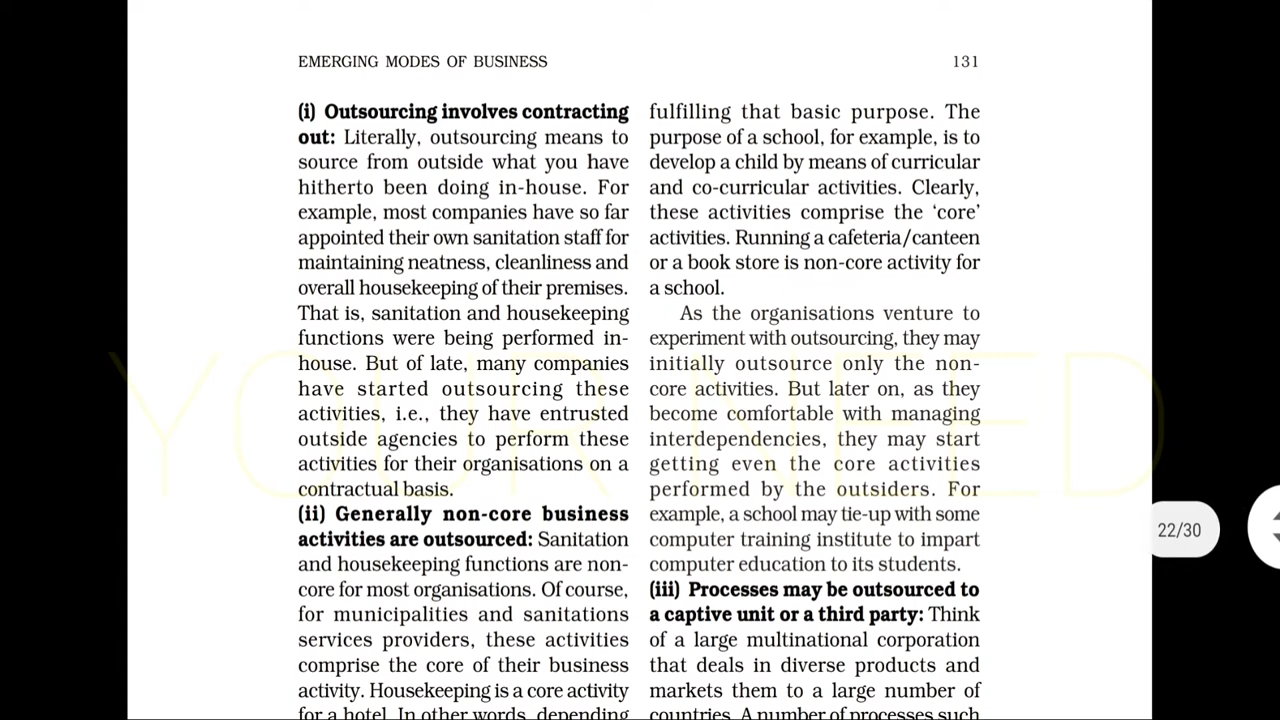 EMERGING MODES OF BUSINESS
131
(i) Outsourcing involves contracting
out: Literally, outsourcing means to
source from outside what you have
hitherto been doing in-house. For
example, most companies have so far
appointed their own sanitation staff for
maintaining neatness, cleanliness and
overall housekeeping of their premises.
That is, sanitation and housekeeping
functions were being performed in-
house. But of late, many companies
have started outsourcing these
activities, i.e., they have entrusted
outside agencies to perform these
activities for their organisations on a
contractual basis.
(ii) Generally non-core business
activities are outsourced: Sanitation
and housekeeping functions are non-
core for most organisations. Of course,
for municipalities and sanitations
services providers, these activities
comprise the core of their business
activity. Housekeeping is a core activity
for a hotel. In other words, depending
fulfilling that basic purpose. The
purpose of a school, for example, is to
develop a child by means of curricular
and co-curricular activities. Clearly,
these activities comprise the ‘core’
activities. Running a cafeteria/canteen
or a book store is non-core activity for
a school.
As the organisations venture to
experiment with outsourcing, they may
initially outsource only the non-
core activities. But later on, as they
become comfortable with managing
interdependencies, they may start
getting even the core activities
performed by the outsiders. For
example, a school may tie-up with some
computer training institute to impart
computer education to its students.
(iii) Processes may be outsourced to
a captive unit or a third party: Think
of a large multinational corporation
that deals in diverse products and
markets them to a large number of
countries. A number of processes such
YOUR NEED
22/30